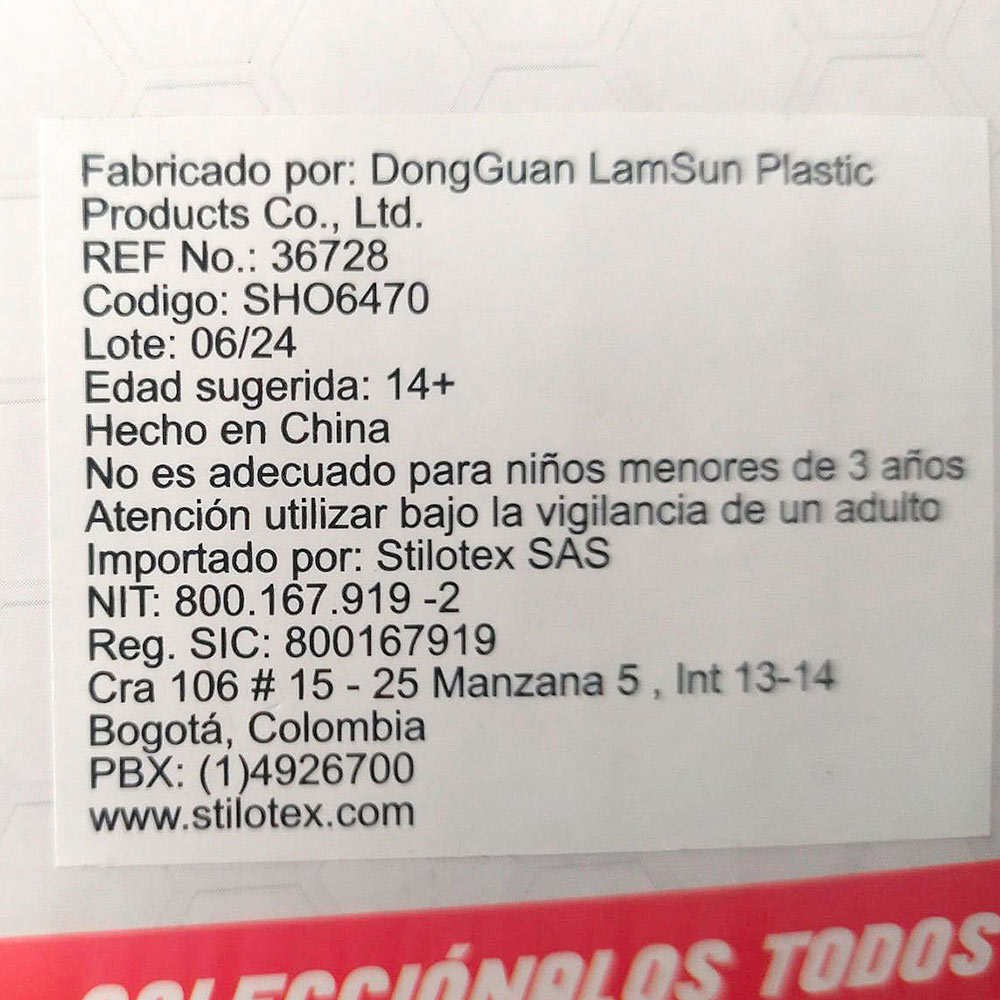 Fabricado por: DongGuan LamSun Plastic
Products Co., Ltd.
REF No.: 36728
Codigo: SHO6470
Lote: 06/24
Edad sugerida: 14+
Hecho en China
No es adecuado para niños menores de 3 años
Atención utilizar bajo la vigilancia de un adulto
Importado por: Stilotex SAS
NIT: 800.167.919 -2
Reg. SIC: 800167919
Cra 106 # 15 - 25 Manzana 5 , Int 13-14
Bogotá, Colombia
PBX: (1)4926700
www.stilotex.com
COLECCIÓNALOS TODOS